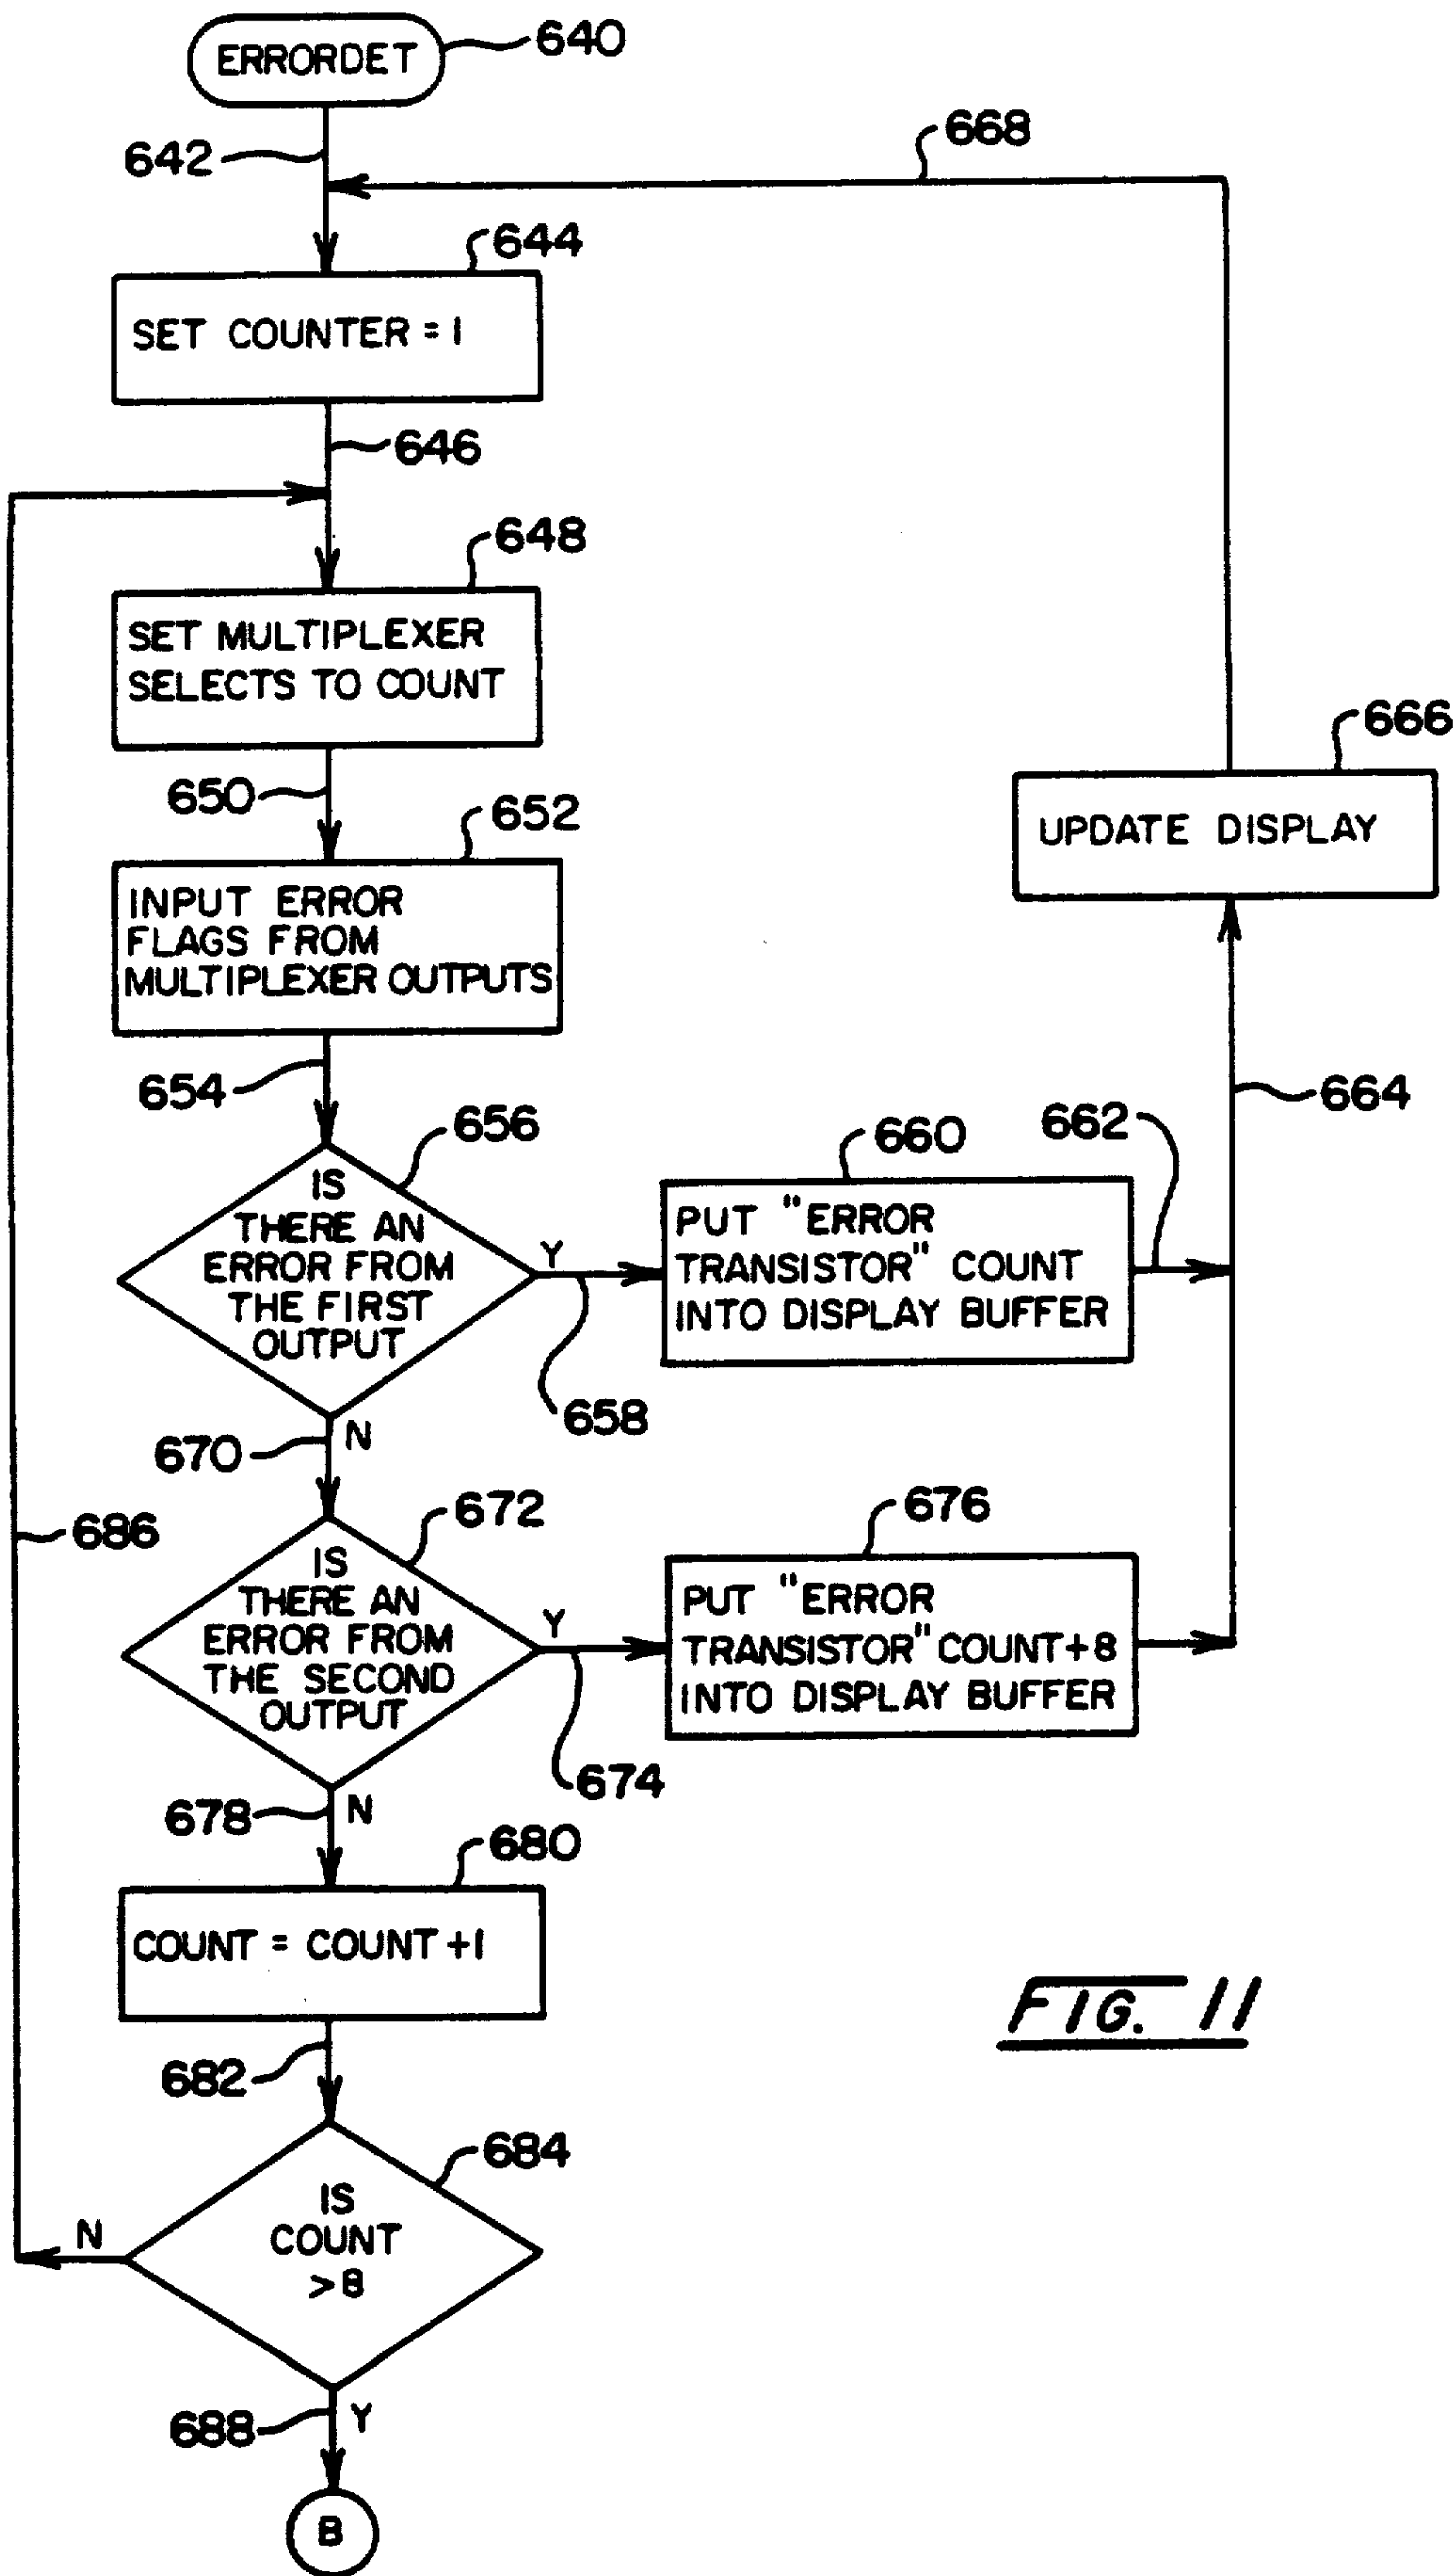 ERRORDET
640
642
668
644
SET COUNTER = 1
646
648
SET MULTIPLEXER
SELECTS TO COUNT
650
652
INPUT ERROR
FLAGS FROM
MULTIPLEXER OUTPUTS
666
UPDATE DISPLAY
654
664
656
IS
THERE AN
ERROR FROM
THE FIRST
OUTPUT
Y
658
660
PUT "ERROR
TRANSISTOR" COUNT
INTO DISPLAY BUFFER
662
670
N
686
672
IS
THERE AN
ERROR FROM
THE SECOND
OUTPUT
Y
674
676
PUT "ERROR
TRANSISTOR" COUNT+8
INTO DISPLAY BUFFER
678
N
680
COUNT = COUNT +1
682
684
IS
COUNT
>8
N
688
Y
B
FIG. 11